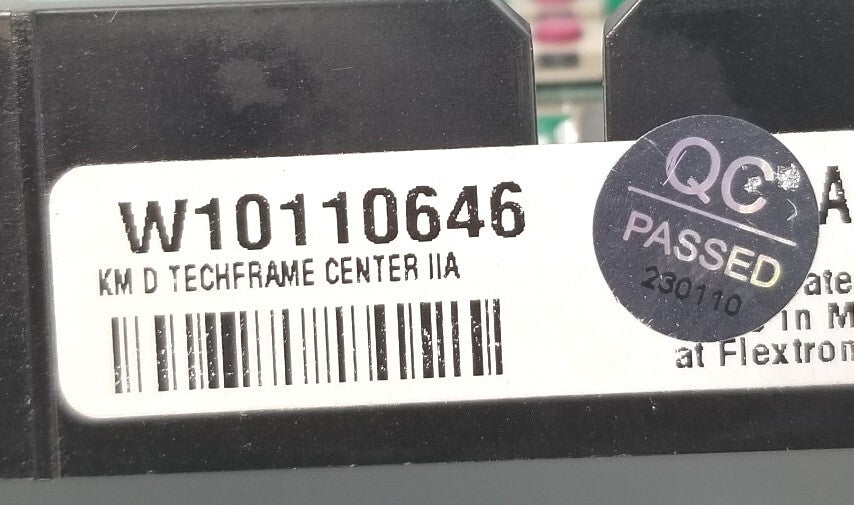 W10110646
KM D TECHFRAME CENTER IIA
QC
PASSED
230110
A
ate
in M
at Flextron